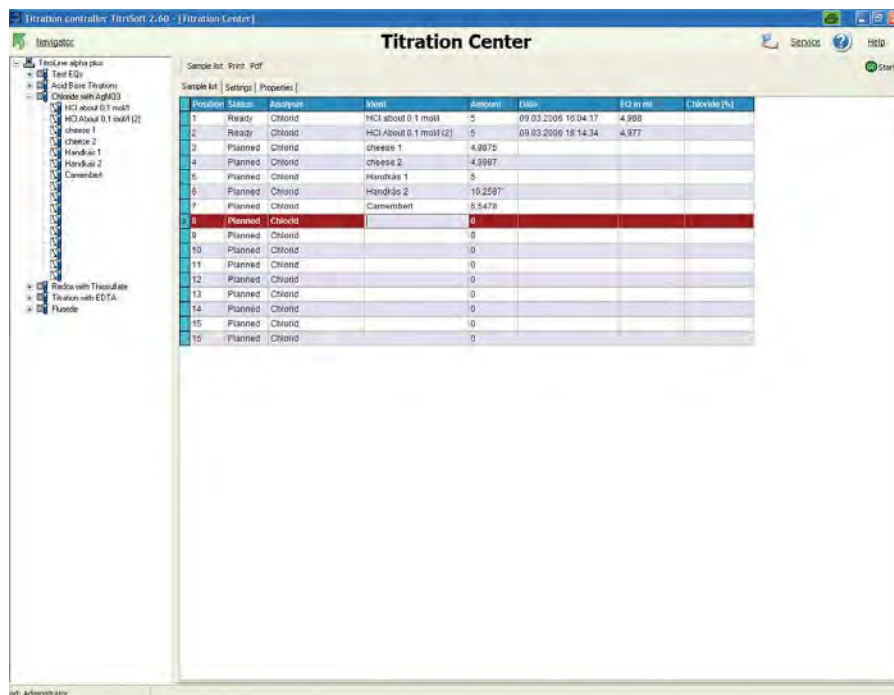 Titration controller TitriSoft 2.60 - [Titration Center]
Navigator Titration Center Service Help
Start
TitroLine alpha plus
Test EQs
Acid Base Titrations
Chloride with AgNO3
HCl about 0,1 mol/l
HCl About 0,1 mol/l (2)
cheese 1
cheese 2
Handkäs 1
Handkäs 2
Camembert
Redox with Thiosulfate
Titration with EDTA
Fluoride
Sample list Print Pdf
Sample list Settings Properties
Position Status Analysis Ident Amount Date EQ in ml Chloride [%]
1 Ready Chlorid HCl about 0,1 mol/l 5 09.03.2006 16:04:17 4,988
2 Ready Chlorid HCl About 0,1 mol/l (2) 5 09.03.2006 16:14:34 4,977
3 Planned Chlorid cheese 1 4,9875
4 Planned Chlorid cheese 2 4,9987
5 Planned Chlorid Handkäs 1 5
6 Planned Chlorid Handkäs 2 10,2587
7 Planned Chlorid Camembert 6,5478
8 Planned Chlorid 0
9 Planned Chlorid 0
10 Planned Chlorid 0
11 Planned Chlorid 0
12 Planned Chlorid 0
13 Planned Chlorid 0
14 Planned Chlorid 0
15 Planned Chlorid 0
16 Planned Chlorid 0
Administrator